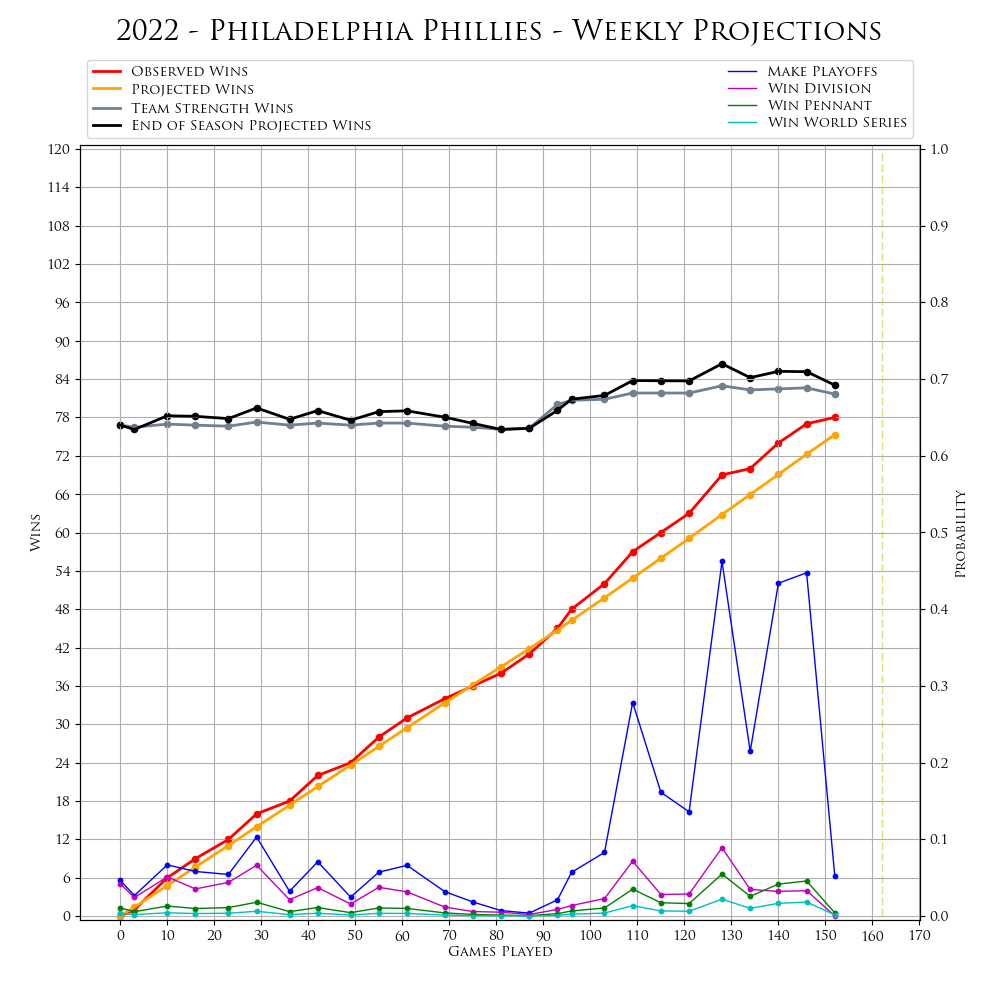 2022 - Philadelphia Phillies - Weekly Projections
Observed Wins
Projected Wins
Team Strength Wins
End of Season Projected Wins
Make Playoffs
Win Division
Win Pennant
Win World Series
120
114
108
102
96
90
84
78
72
66
60
54
48
42
36
30
24
18
12
6
0
Wins
1.0
0.9
0.8
0.7
0.6
0.5
0.4
0.3
0.2
0.1
0.0
Probability
0 10 20 30 40 50 60 70 80 90 100 110 120 130 140 150 160 170
Games Played